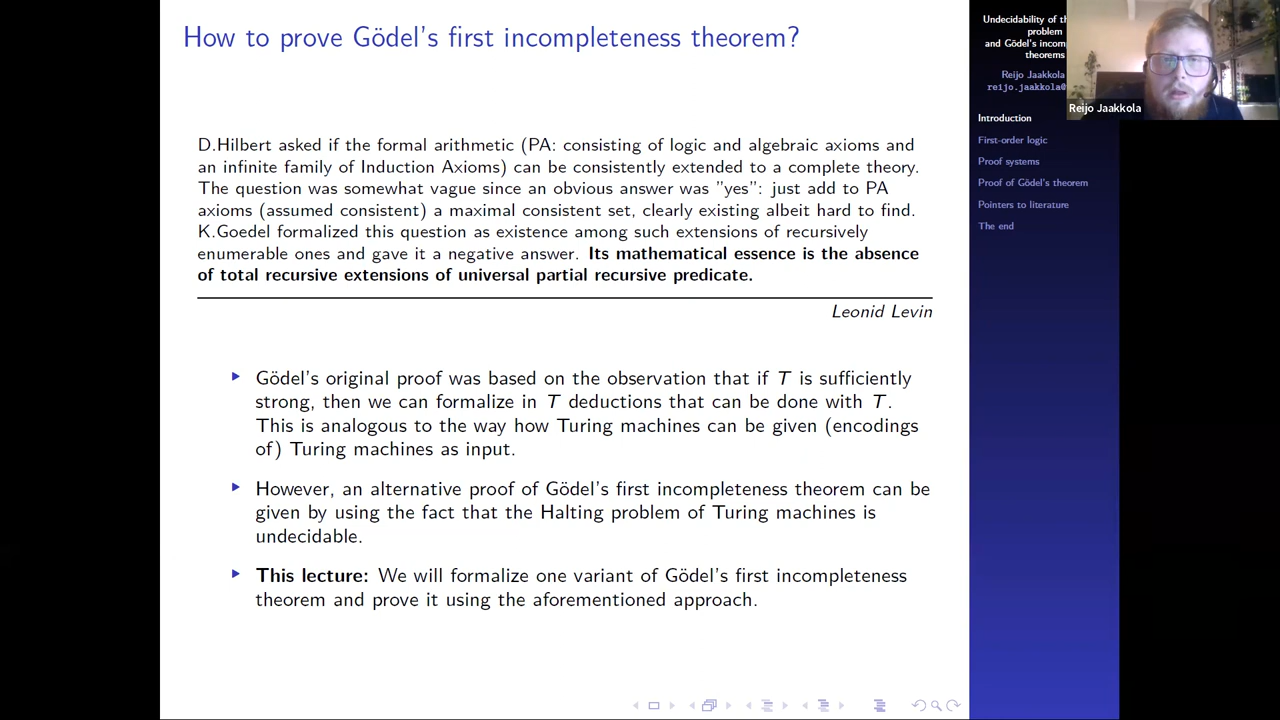 How to prove Gödel's first incompleteness theorem?
D.Hilbert asked if the formal arithmetic (PA: consisting of logic and algebraic axioms and
an infinite family of Induction Axioms) can be consistently extended to a complete theory.
The question was somewhat vague since an obvious answer was "yes": just add to PA
axioms (assumed consistent) a maximal consistent set, clearly existing albeit hard to find.
K.Goedel formalized this question as existence among such extensions of recursively
enumerable ones and gave it a negative answer. Its mathematical essence is the absence
of total recursive extensions of universal partial recursive predicate.
Leonid Levin
▶ Gödel's original proof was based on the observation that if T is sufficiently
strong, then we can formalize in T deductions that can be done with T.
This is analogous to the way how Turing machines can be given (encodings
of) Turing machines as input.
▶ However, an alternative proof of Gödel's first incompleteness theorem can be
given by using the fact that the Halting problem of Turing machines is
undecidable.
▶ This lecture: We will formalize one variant of Gödel's first incompleteness
theorem and prove it using the aforementioned approach.
Undecidability of
problem
and Gödel's
theorems
Reijo Jaakkola
reijo.jaakkola@
Reijo Jaakkola
Introduction
First-order logic
Proof systems
Proof of Gödel's theorem
Pointers to literature
The end